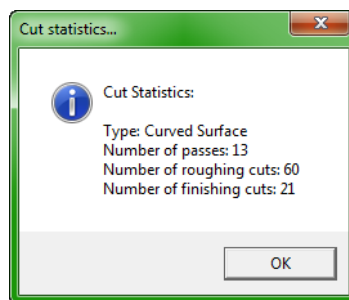 Cut statistics...
Cut Statistics:
Type: Curved Surface
Number of passes: 13
Number of roughing cuts: 60
Number of finishing cuts: 21
OK